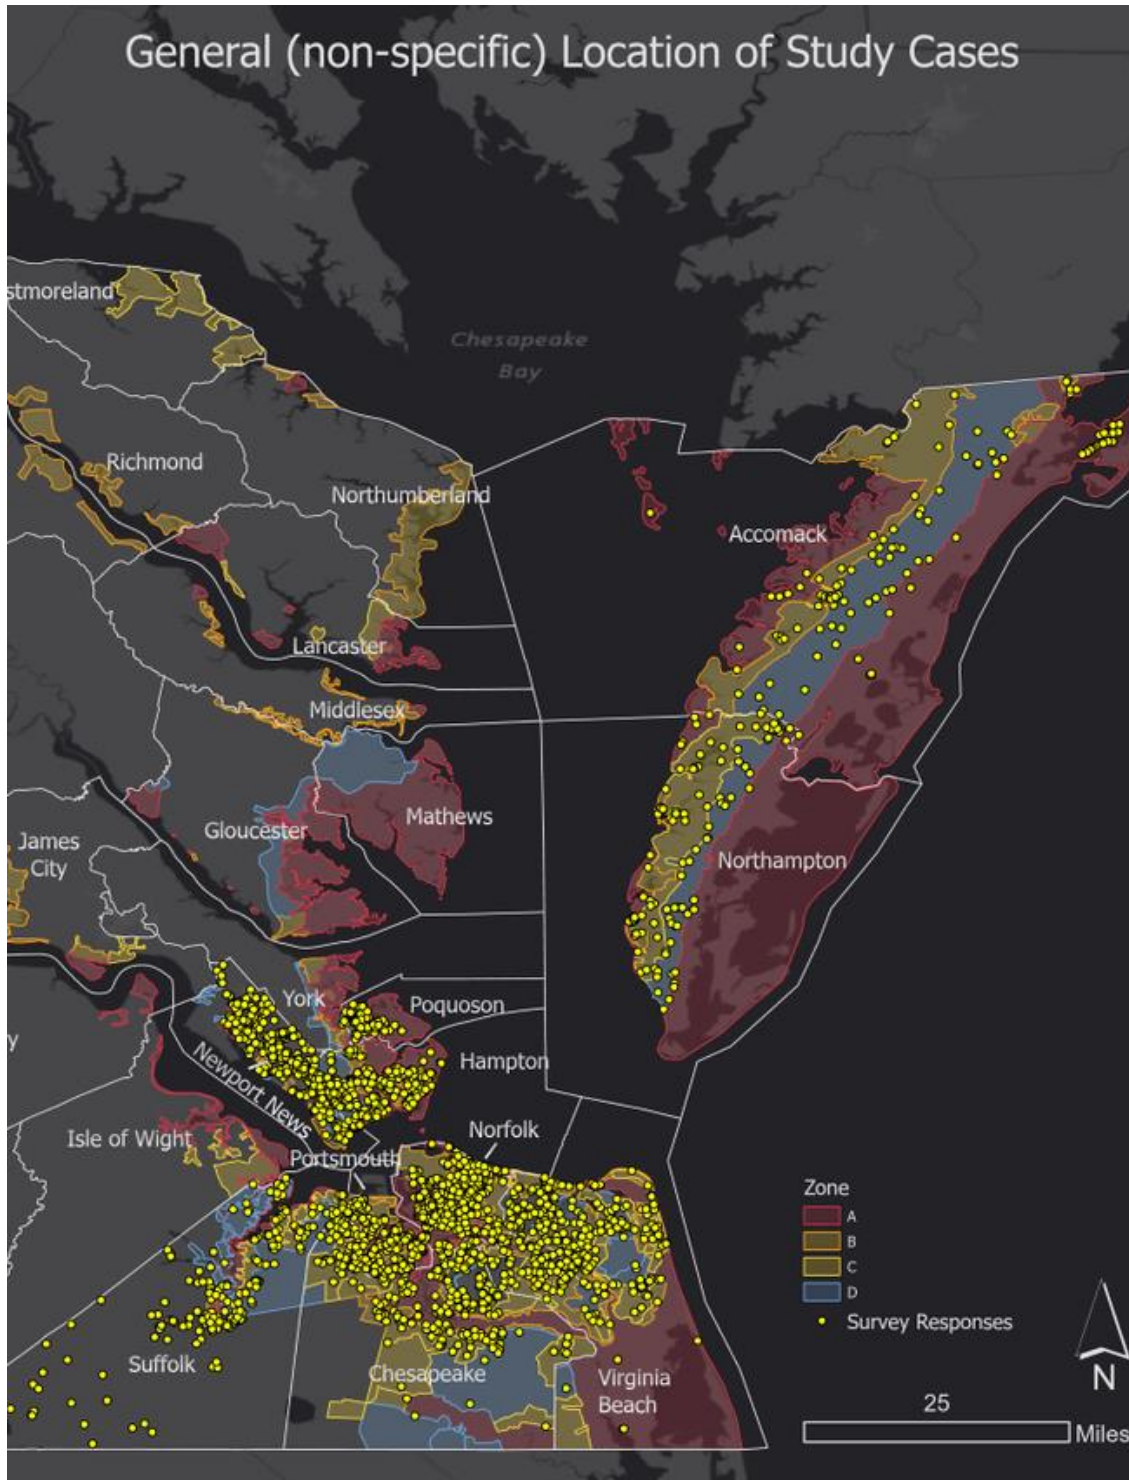 General (non-specific) Location of Study Cases
Chesapeake
Bay
stmoreland
Richmond
Northumberland
Accomack
Lancaster
Middlesex
Mathews
Gloucester
James
City
Northampton
York
Poquoson
y
Hampton
Newport News
Norfolk
Isle of Wight
Portsmouth
Zone
A
B
C
D
Survey Responses
Suffolk
Chesapeake
Virginia
Beach
N
25
Miles